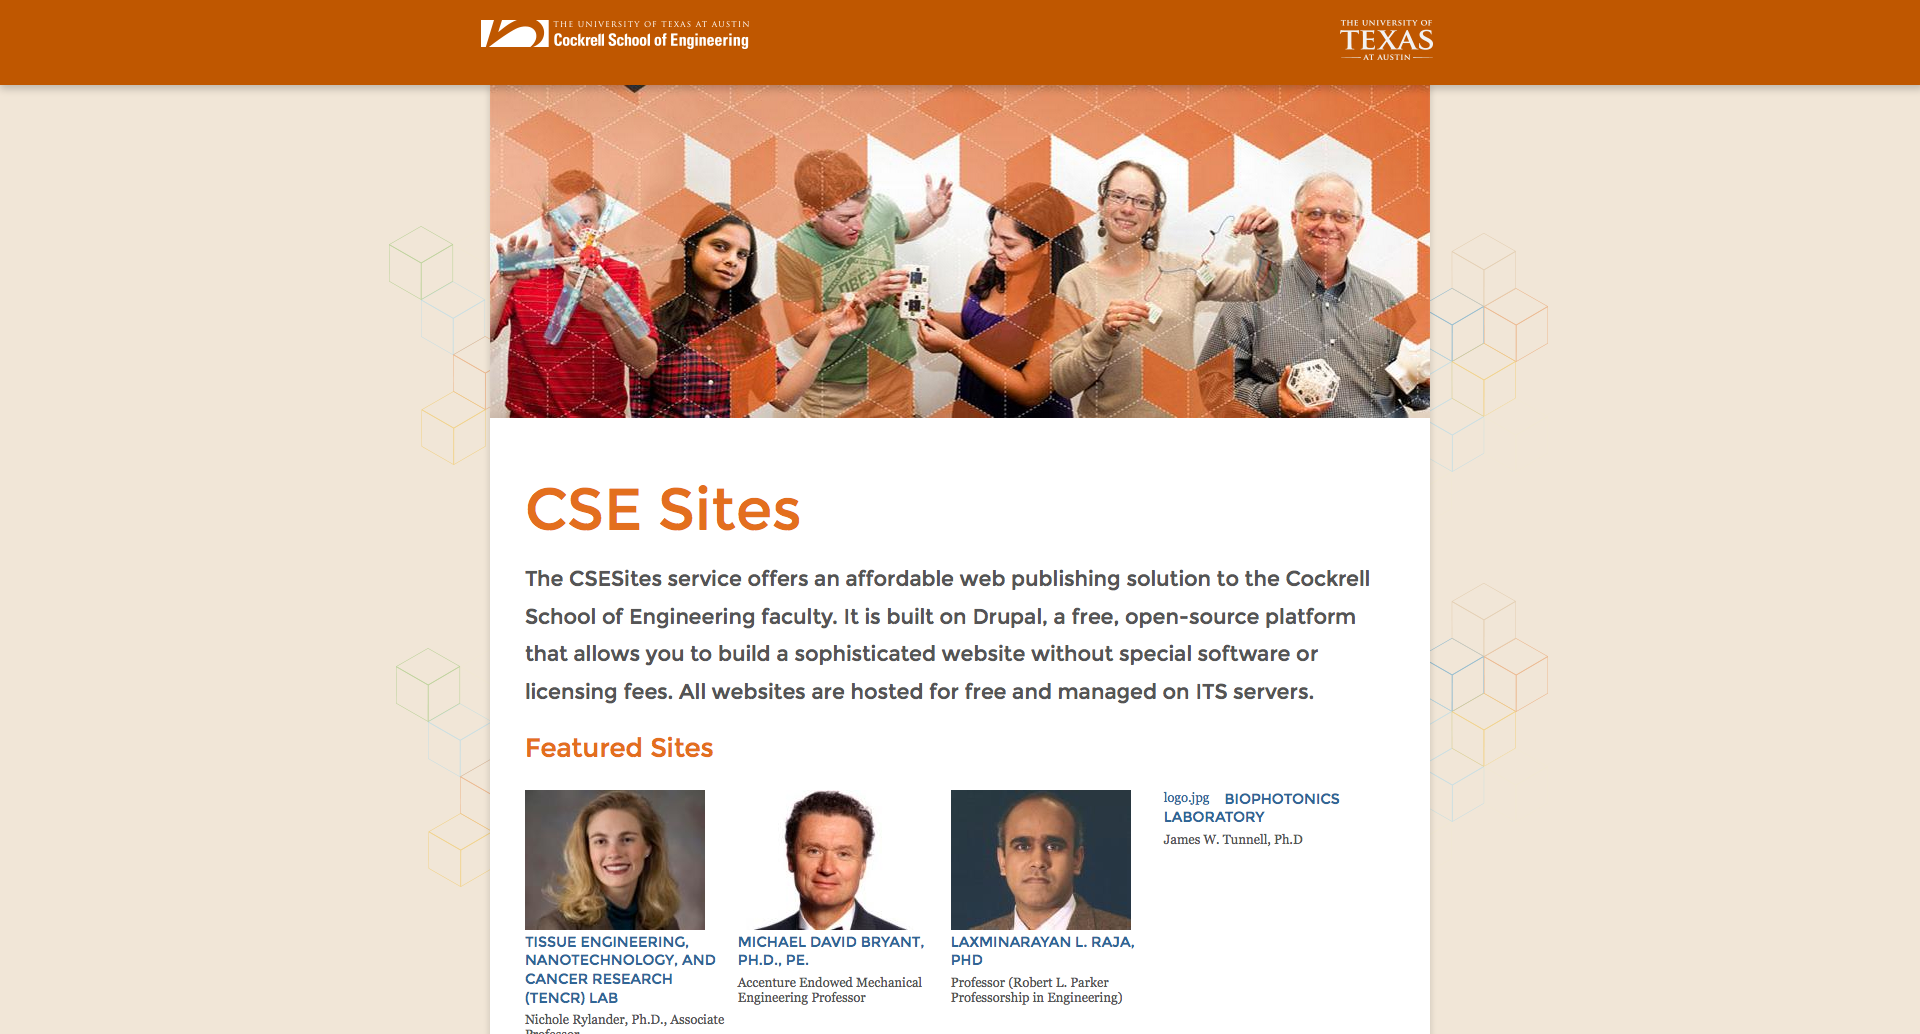 THE UNIVERSITY OF TEXAS AT AUSTIN
Cockrell School of Engineering
THE UNIVERSITY OF
TEXAS
AT AUSTIN
OBEY
CSE Sites
The CSESites service offers an affordable web publishing solution to the Cockrell
School of Engineering faculty. It is built on Drupal, a free, open-source platform
that allows you to build a sophisticated website without special software or
licensing fees. All websites are hosted for free and managed on ITS servers.
Featured Sites
TISSUE ENGINEERING,
NANOTECHNOLOGY, AND
CANCER RESEARCH
(TENCR) LAB
Nichole Rylander, Ph.D., Associate
Professor
MICHAEL DAVID BRYANT,
PH.D., PE.
Accenture Endowed Mechanical
Engineering Professor
LAXMINARAYAN L. RAJA,
PHD
Professor (Robert L. Parker
Professorship in Engineering)
logo.jpg BIOPHOTONICS
LABORATORY
James W. Tunnell, Ph.D